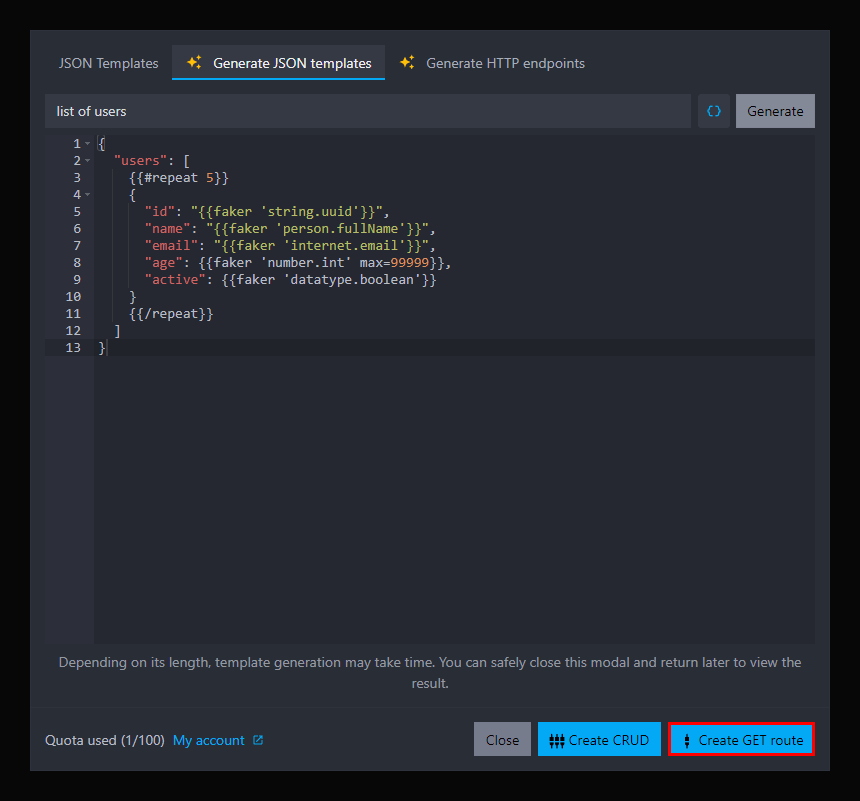 JSON Templates Generate JSON templates Generate HTTP endpoints
list of users {} Generate
1 {
2 "users": [
3 {{#repeat 5}}
4 {
5 "id": "{{faker 'string.uuid'}}",
6 "name": "{{faker 'person.fullName'}}",
7 "email": "{{faker 'internet.email'}}",
8 "age": {{faker 'number.int' max=99999}},
9 "active": {{faker 'datatype.boolean'}}
10 }
11 {{/repeat}}
12 ]
13 }
Depending on its length, template generation may take time. You can safely close this modal and return later to view the
result.
Quota used (1/100) My account Close Create CRUD Create GET route